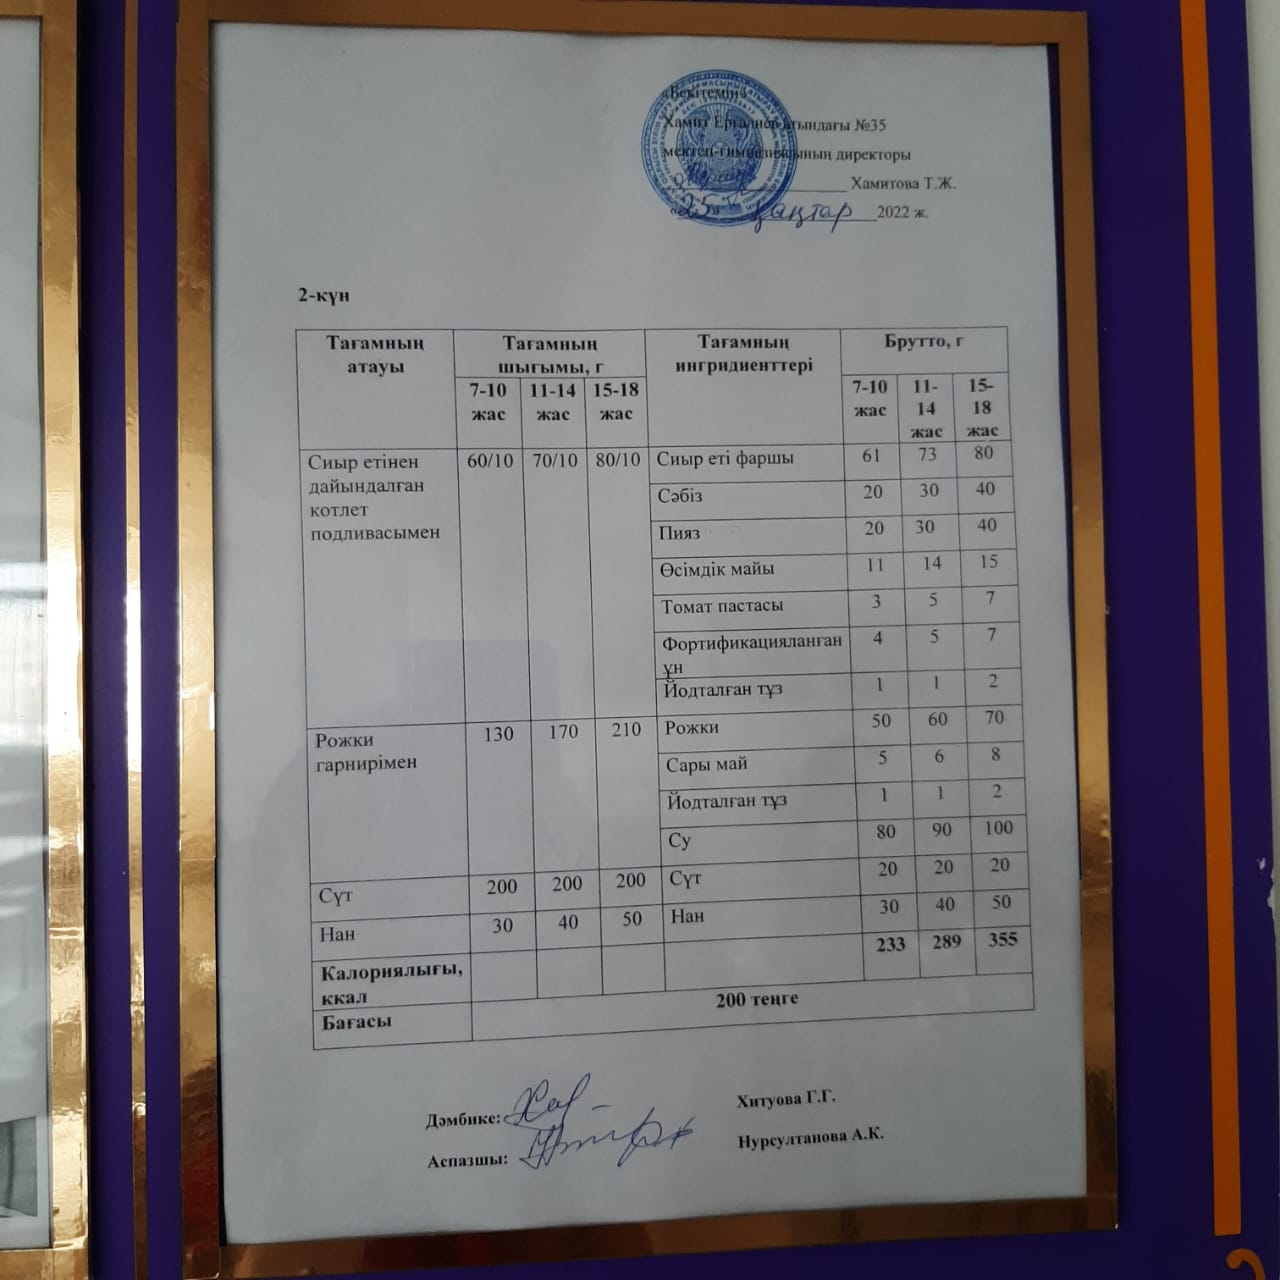 «Бекітемін»
Хамит Ерғалиев атындағы №35
мектеп-гимназиясының директоры
Хамитова Т.Ж.
«25» қаңтар 2022 ж.
2-күн
Тағамның атауы
Тағамның шығымы, г
Тағамның ингридиенттері
Брутто, г
7-10 жас
11-14 жас
15-18 жас
7-10 жас
11-14 жас
15-18 жас
Сиыр етінен дайындалған котлет подливасымен 60/10 70/10 80/10 Сиыр еті фаршы 61 73 80
Сәбіз 20 30 40
Пияз 20 30 40
Өсімдік майы 11 14 15
Томат пастасы 3 5 7
Фортификацияланған ұн 4 5 7
Йодталған тұз 1 1 2
Рожки гарнирімен 130 170 210 Рожки 50 60 70
Сары май 5 6 8
Йодталған тұз 1 1 2
Су 80 90 100
Сүт 200 200 200 Сүт 20 20 20
Нан 30 40 50 Нан 30 40 50
Калориялығы, ккал 233 289 355
Бағасы 200 теңге
Дәмбике: Хитуова Г.Г.
Аспазшы: Нурсултанова А.К.